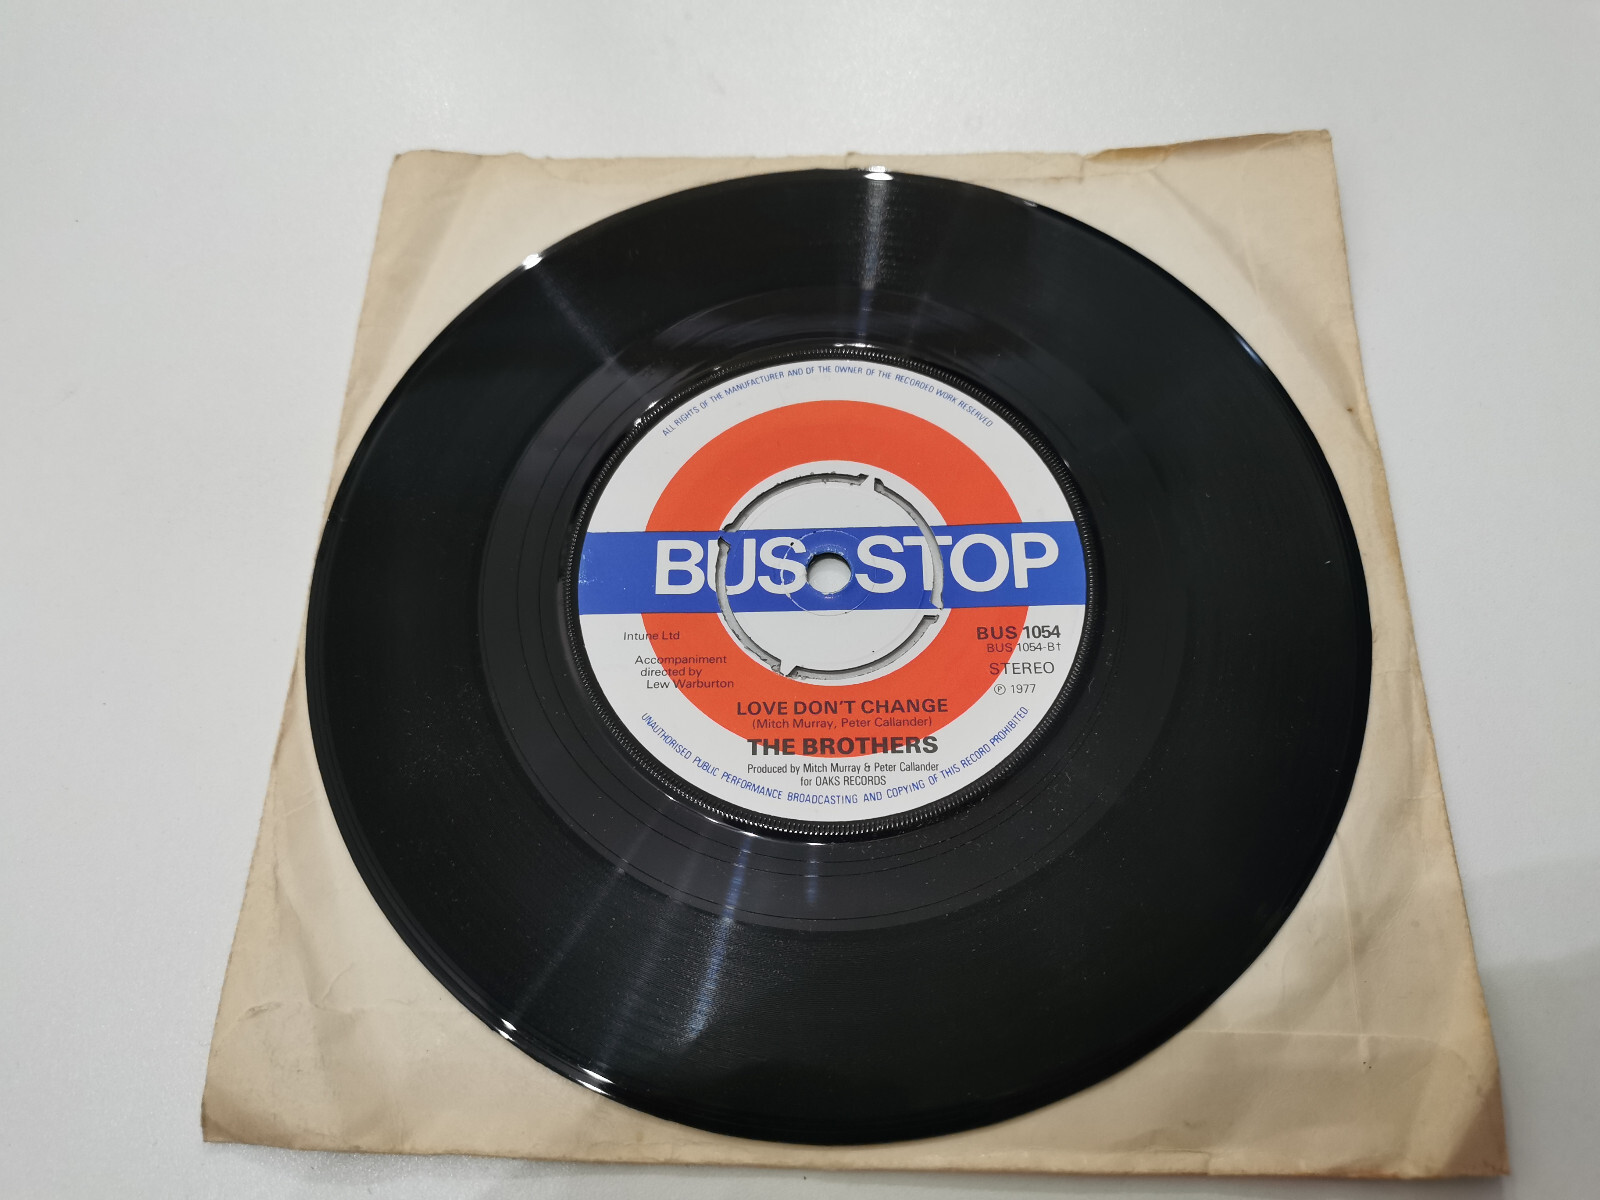 ALL RIGHTS OF THE MANUFACTURER AND OF THE OWNER OF THE RECORDED WORK RESERVED
BUS STOP
Intune Ltd
Accompaniment
directed by
Lew Warburton
BUS 1054
BUS 1054-B†
STEREO
℗ 1977
LOVE DON'T CHANGE
(Mitch Murray, Peter Callander)
THE BROTHERS
Produced by Mitch Murray & Peter Callander
for OAKS RECORDS
UNAUTHORISED PUBLIC PERFORMANCE BROADCASTING AND COPYING OF THIS RECORD PROHIBITED